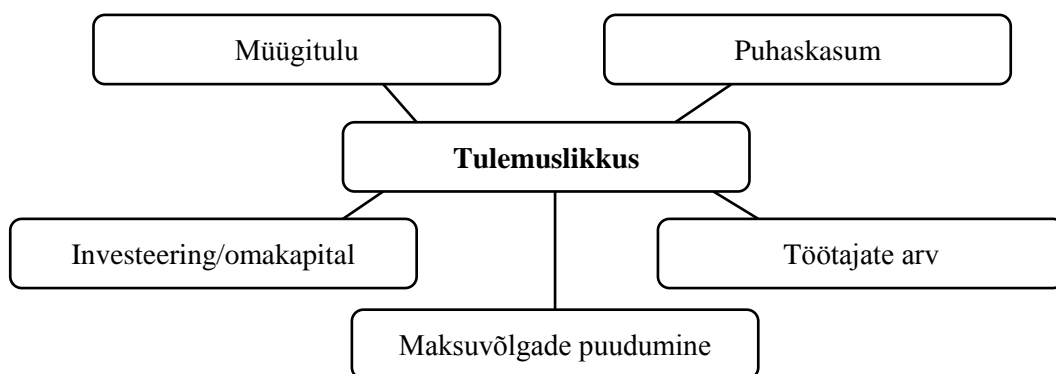 Müügitulu
Puhaskasum
Tulemuslikkus
Investeering/omakapital
Töötajate arv
Maksuvõlgade puudumine